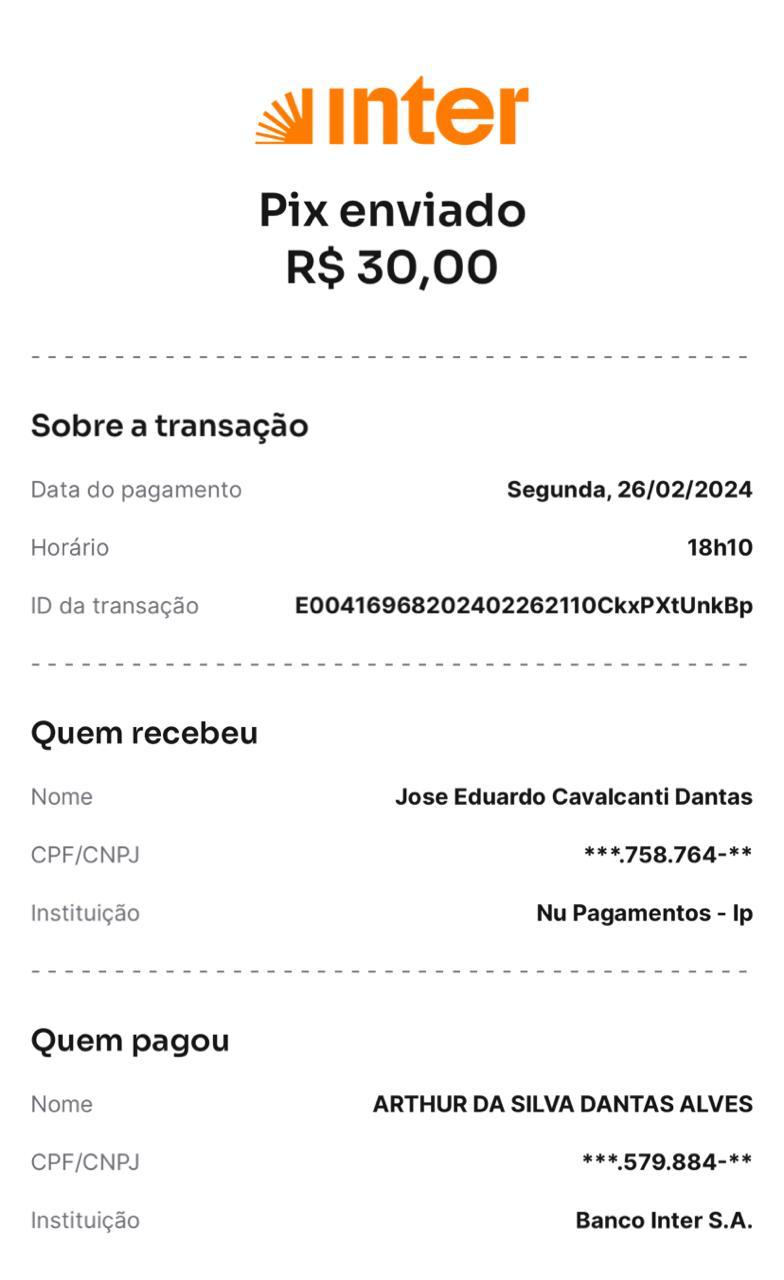 inter
Pix enviado
R$ 30,00
Sobre a transação
Data do pagamento Segunda, 26/02/2024
Horário 18h10
ID da transação E00416968202402262110CkxPXtUnkBp
Quem recebeu
Nome Jose Eduardo Cavalcanti Dantas
CPF/CNPJ ***.758.764-**
Instituição Nu Pagamentos - Ip
Quem pagou
Nome ARTHUR DA SILVA DANTAS ALVES
CPF/CNPJ ***.579.884-**
Instituição Banco Inter S.A.